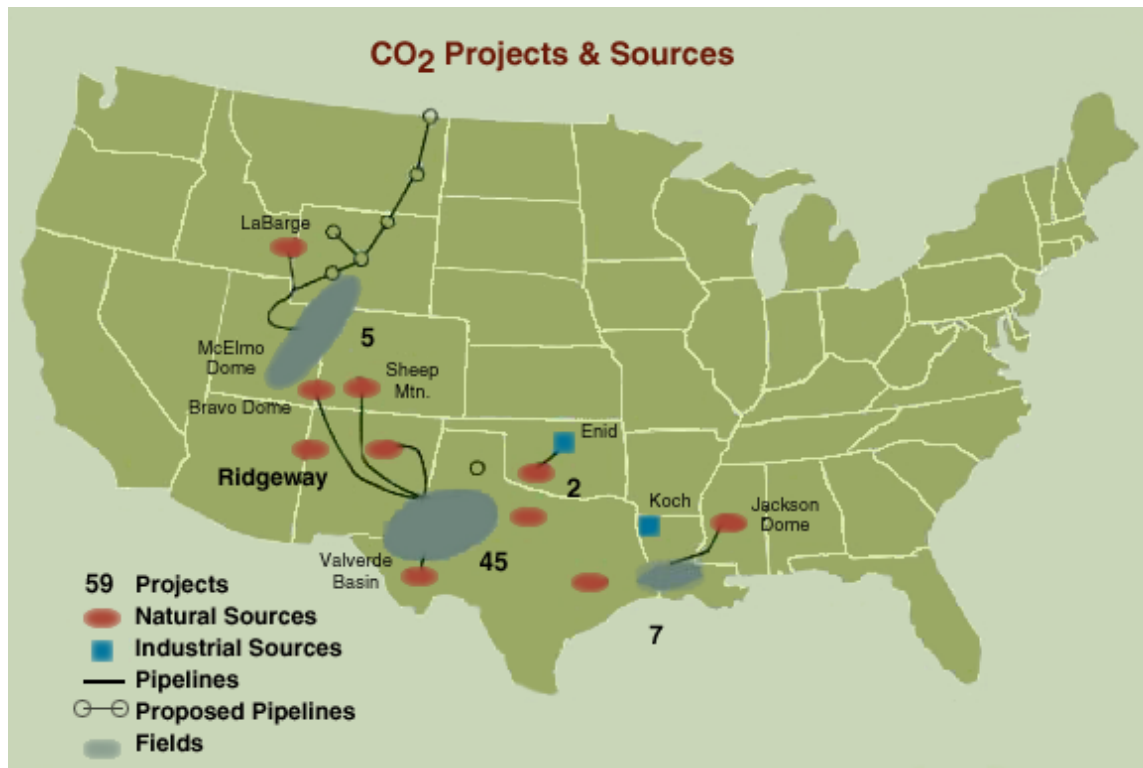 CO2 Projects & Sources
LaBarge
5
McElmo
Dome
Sheep
Mtn.
Bravo Dome
Enid
Ridgeway
2
Koch
Jackson
Dome
Valverde
Basin
45
59 Projects
Natural Sources
7
Industrial Sources
Pipelines
Proposed Pipelines
Fields